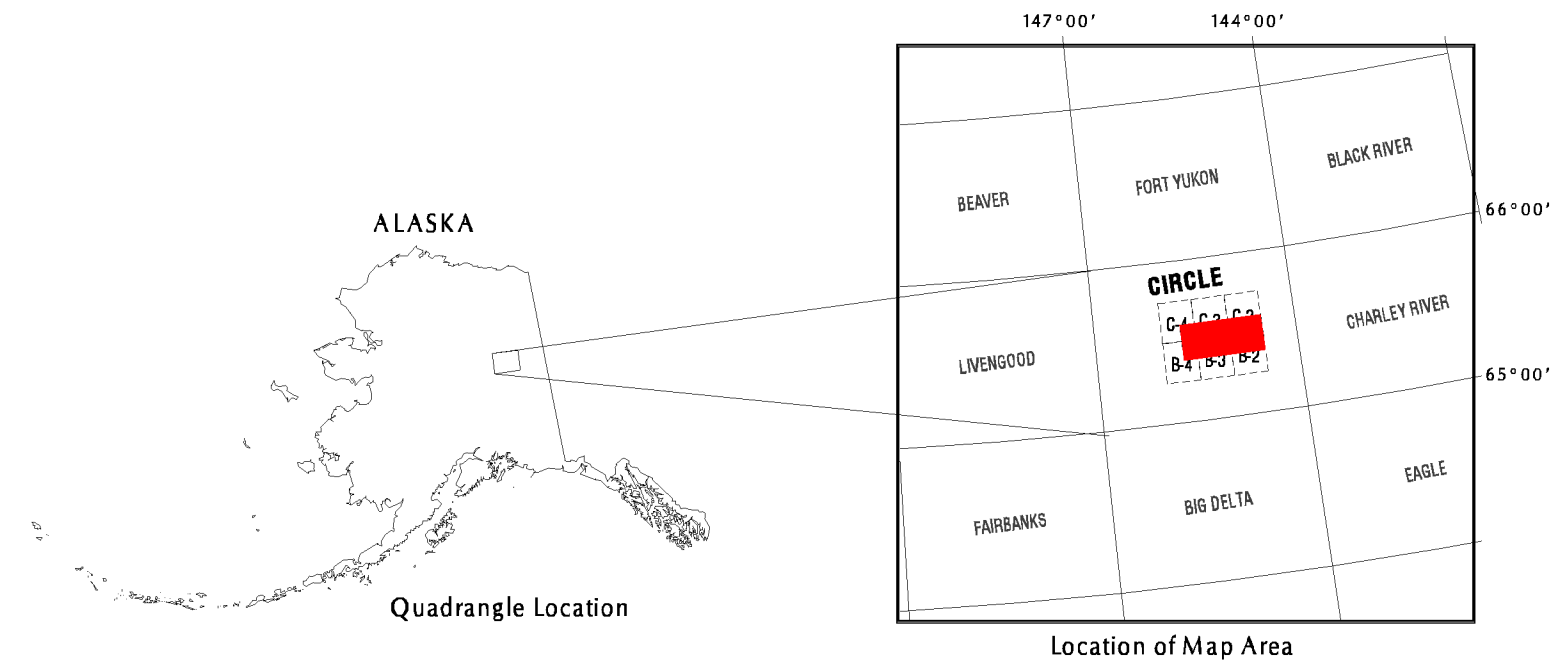 147°00' 144°00'
ALASKA
BEAVER
FORT YUKON
BLACK RIVER
66°00'
LIVENGOOD
CIRCLE
C-4 C-3 C-2
B-4 B-3 B-2
CHARLEY RIVER
65°00'
FAIRBANKS
BIG DELTA
EAGLE
Quadrangle Location
Location of Map Area